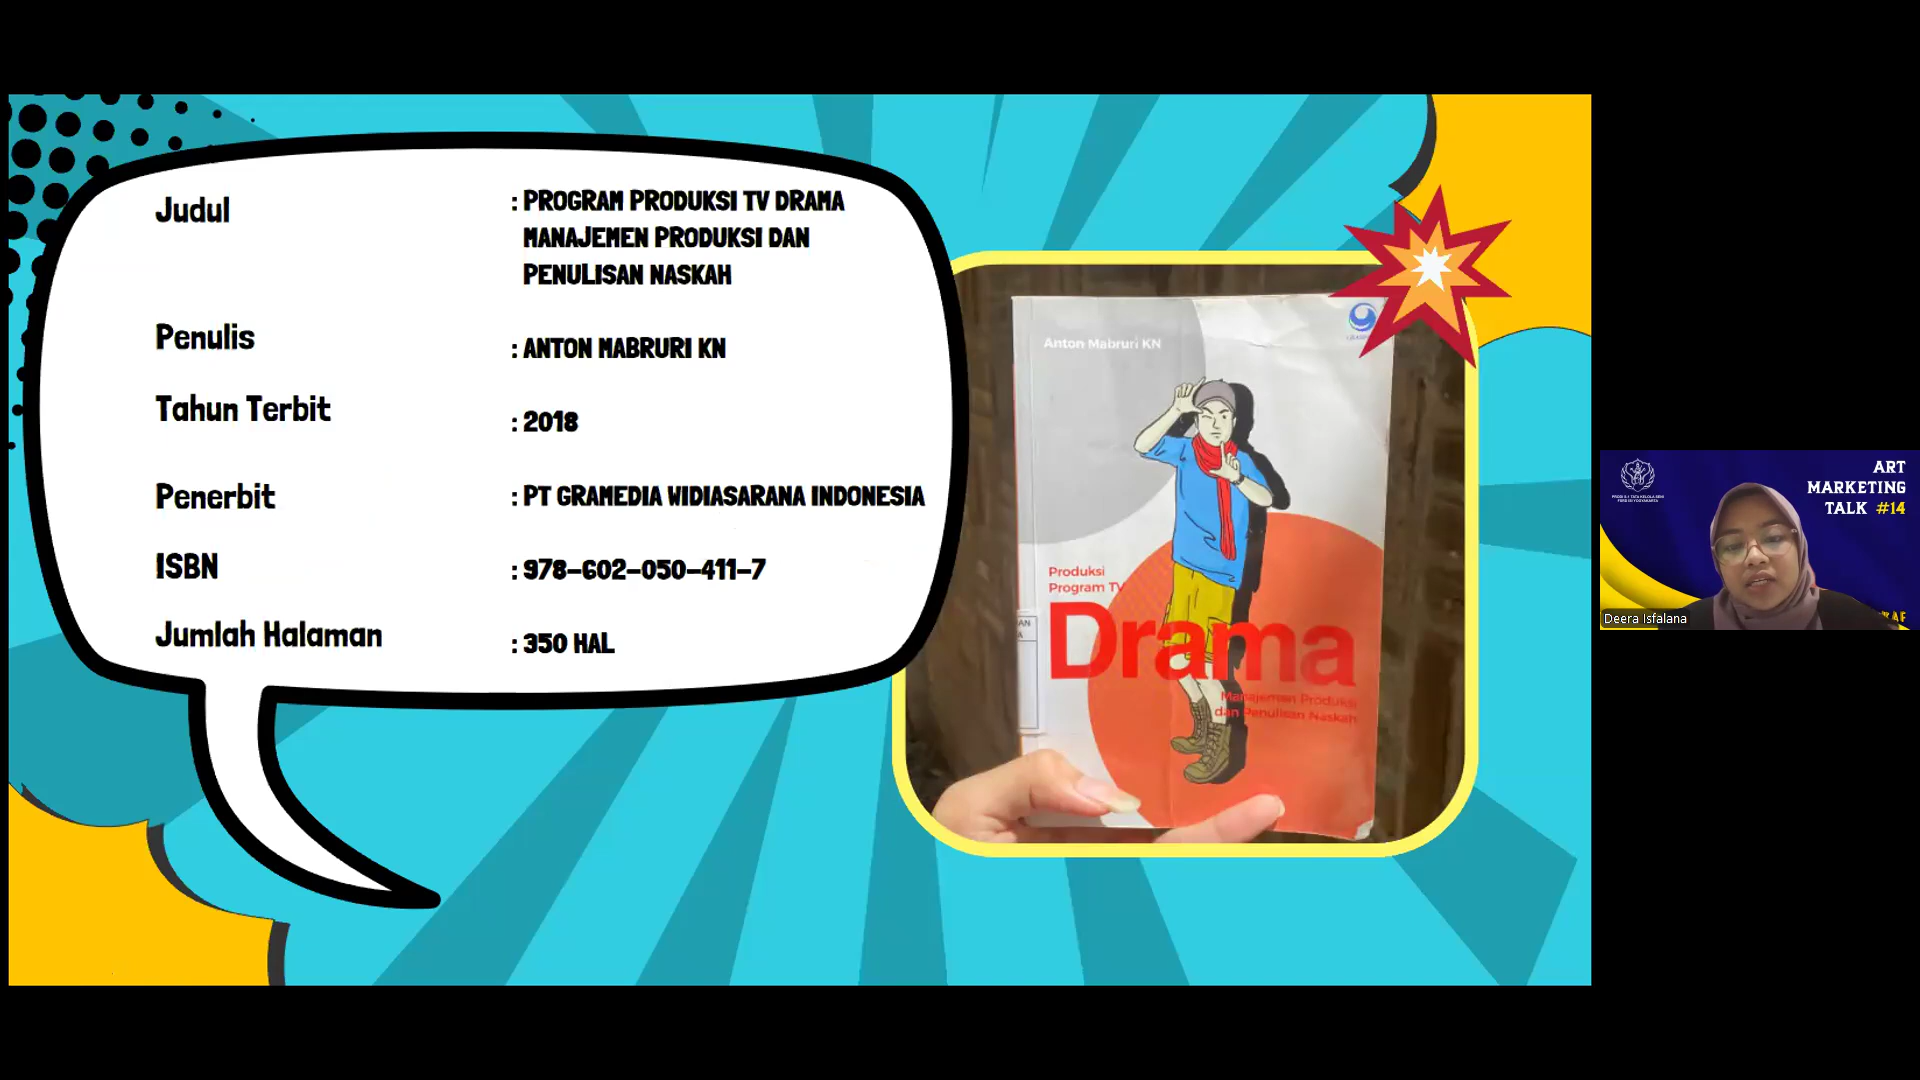 Judul : PROGRAM PRODUKSI TV DRAMA
MANAJEMEN PRODUKSI DAN
PENULISAN NASKAH
Penulis : ANTON MABRURI KN
Tahun Terbit : 2018
Penerbit : PT GRAMEDIA WIDIASARANA INDONESIA
ISBN : 978-602-050-411-7
Jumlah Halaman : 350 HAL
Anton Mabruri KN
Produksi
Program TV
Drama
Manajemen Produksi
dan Penulisan Naskah
ART
MARKETING
TALK #14
Deera Isfalana